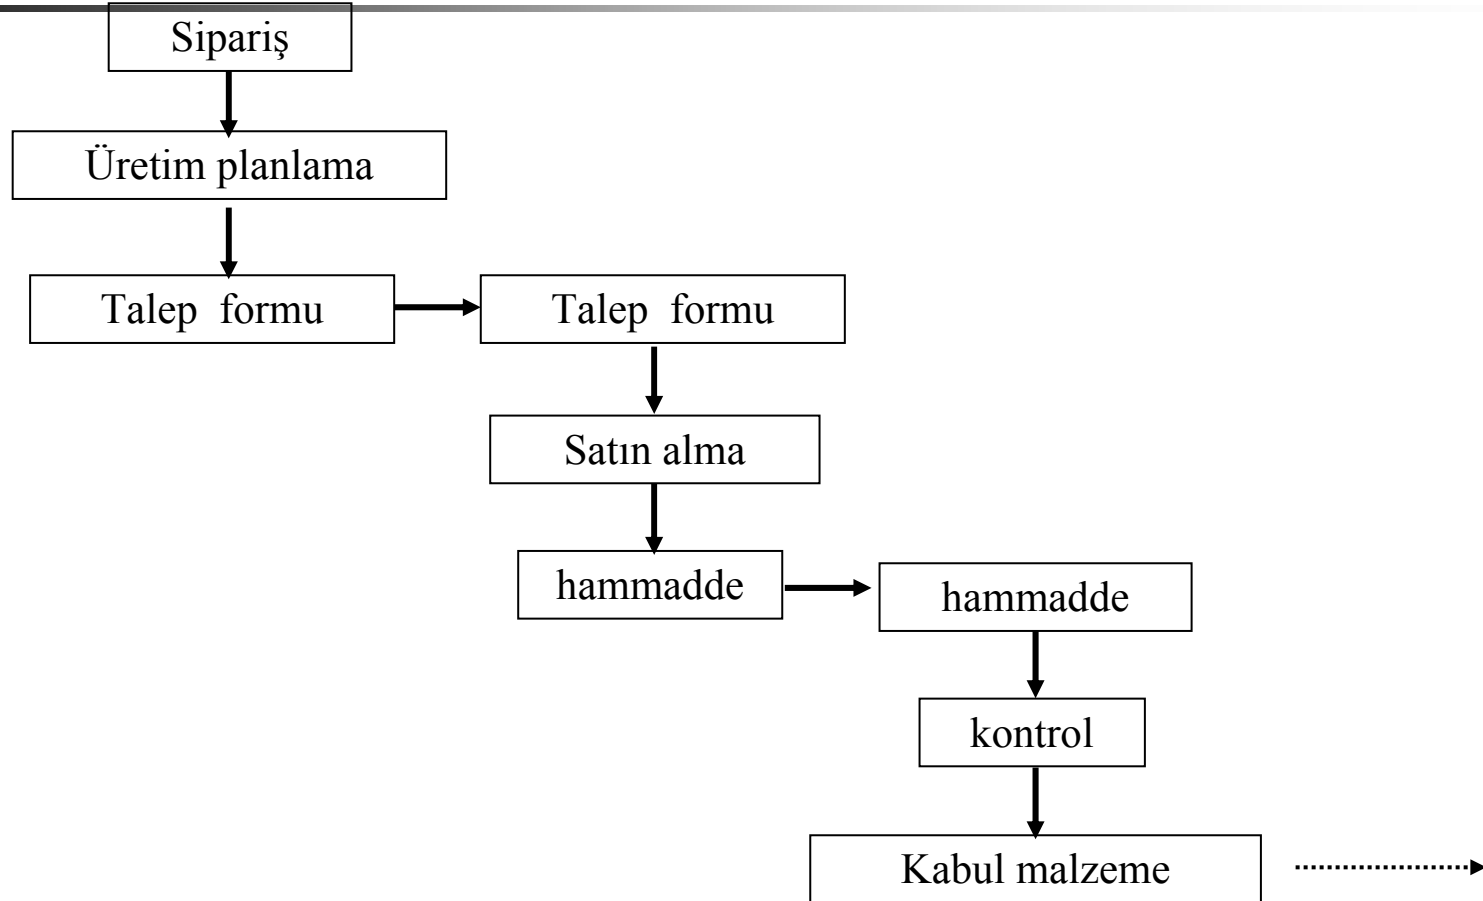 Sipariş
Üretim planlama
Talep formu
Talep formu
Satın alma
hammadde
hammadde
kontrol
Kabul malzeme